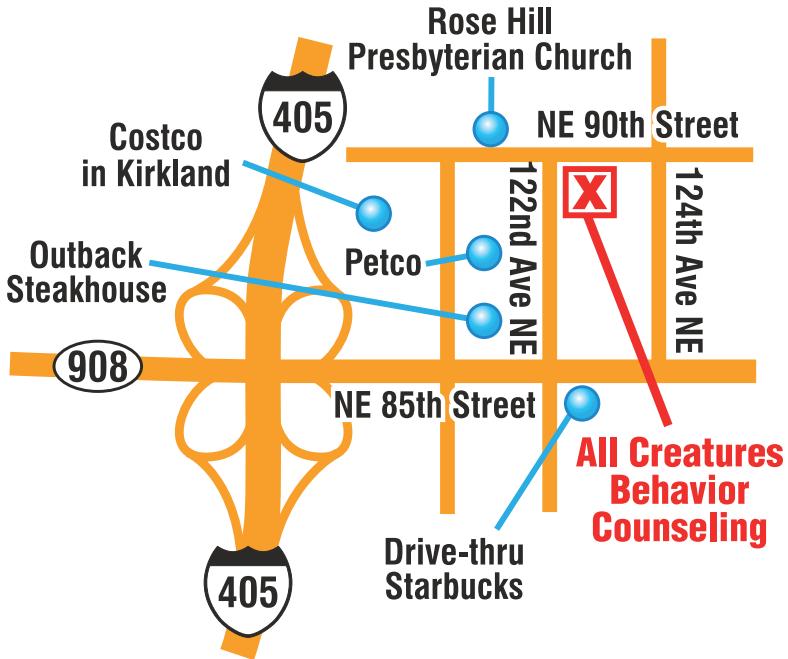 Rose Hill
Presbyterian Church
405
NE 90th Street
Costco
in Kirkland
122nd Ave NE
X
124th Ave NE
Outback
Steakhouse
Petco
908
NE 85th Street
All Creatures
Behavior
Counseling
Drive-thru
Starbucks
405